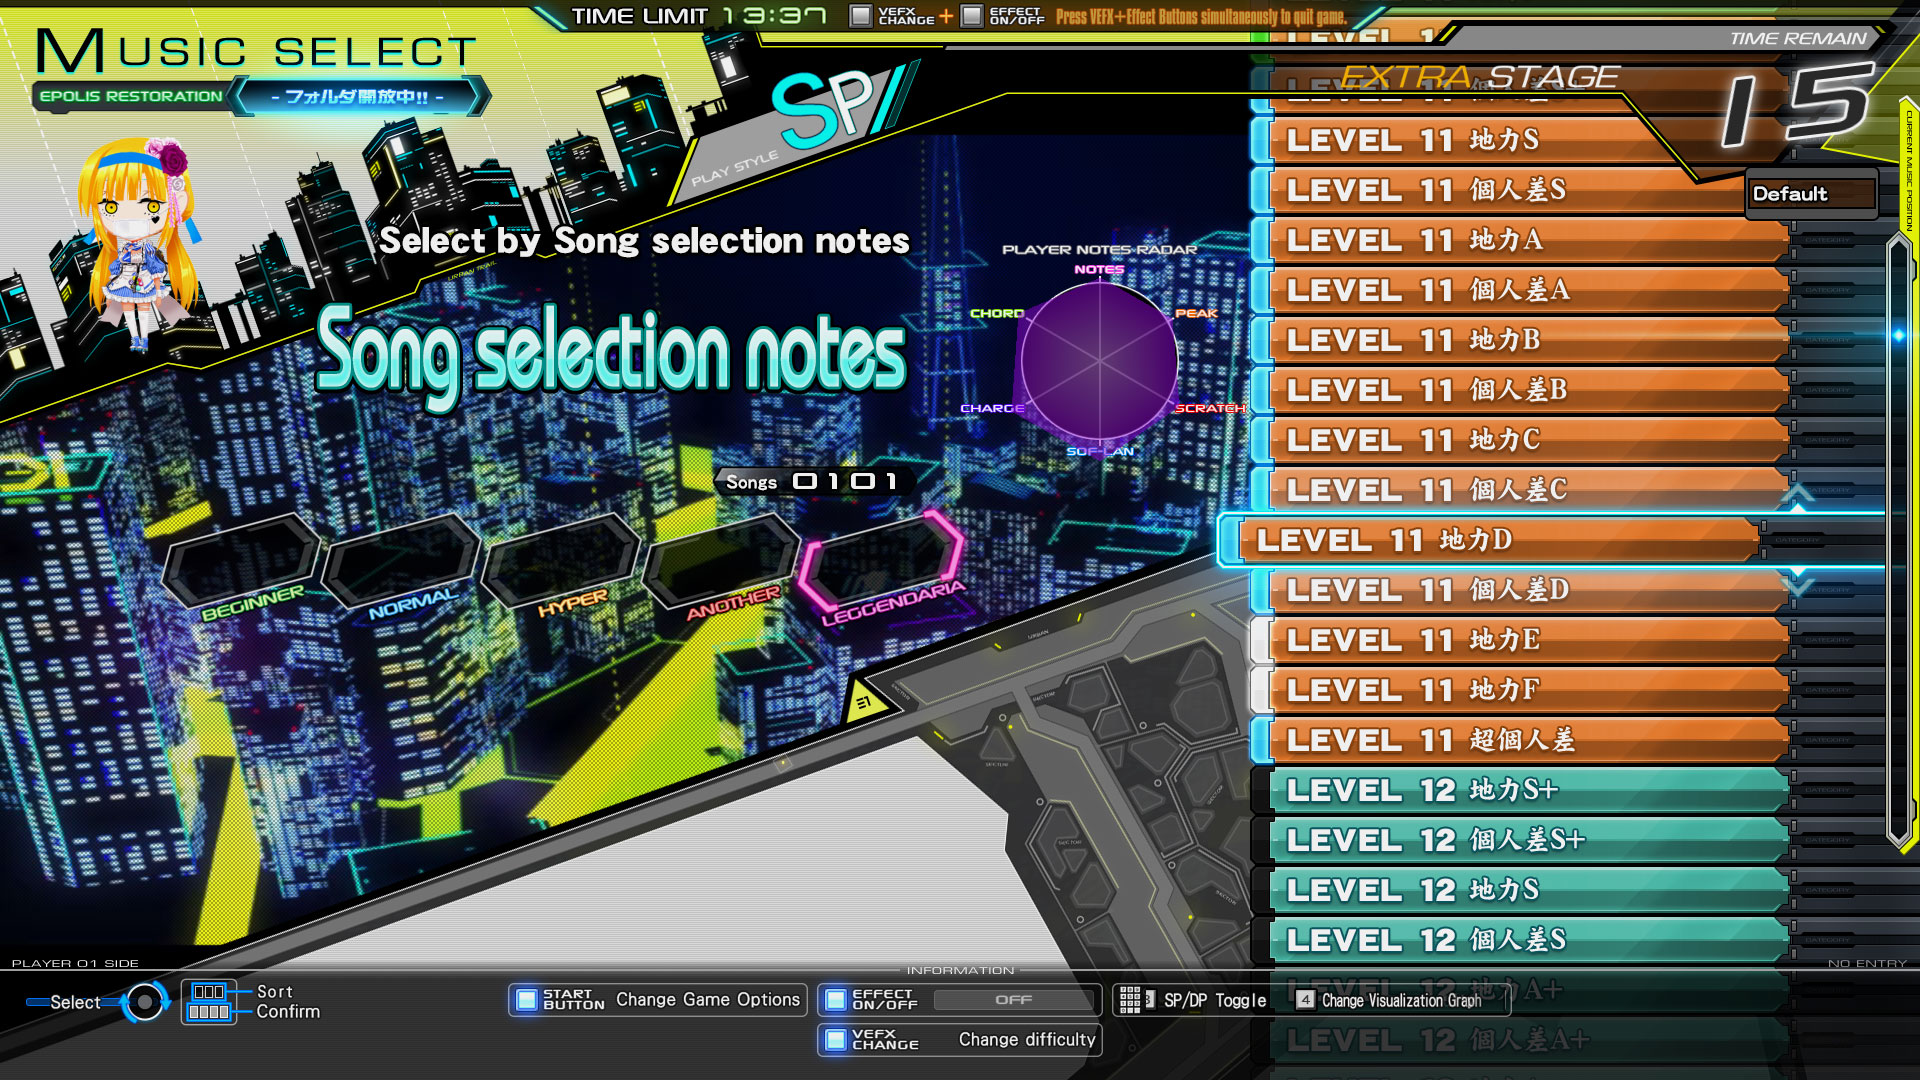 TIME LIMIT 13:37
VEFX CHANGE + EFFECT ON/OFF
Press VEFX+Effect Buttons simultaneously to quit game.
MUSIC SELECT
EPOLIS RESTORATION
- フォルダ開放中!! -
SP
PLAY STYLE
EXTRA STAGE
TIME REMAIN
15
Default
CURRENT MUSIC POSITION
Select by Song selection notes
Song selection notes
PLAYER NOTES RADAR
NOTES
CHORD
PEAK
CHARGE
SCRATCH
SOF-LAN
Songs 0101
BEGINNER
NORMAL
HYPER
ANOTHER
LEGGENDARIA
LEVEL 11 地力S
LEVEL 11 個人差S
LEVEL 11 地力A
LEVEL 11 個人差A
LEVEL 11 地力B
LEVEL 11 個人差B
LEVEL 11 地力C
LEVEL 11 個人差C
LEVEL 11 地力D
LEVEL 11 個人差D
LEVEL 11 地力E
LEVEL 11 地力F
LEVEL 11 超個人差
LEVEL 12 地力S+
LEVEL 12 個人差S+
LEVEL 12 地力S
LEVEL 12 個人差S
LEVEL 12 地力A+
LEVEL 12 個人差A+
PLAYER 01 SIDE
INFORMATION
NO ENTRY
Select
Sort
Confirm
START BUTTON Change Game Options
EFFECT ON/OFF OFF
VEFX CHANGE Change difficulty
SP/DP Toggle
4 Change Visualization Graph